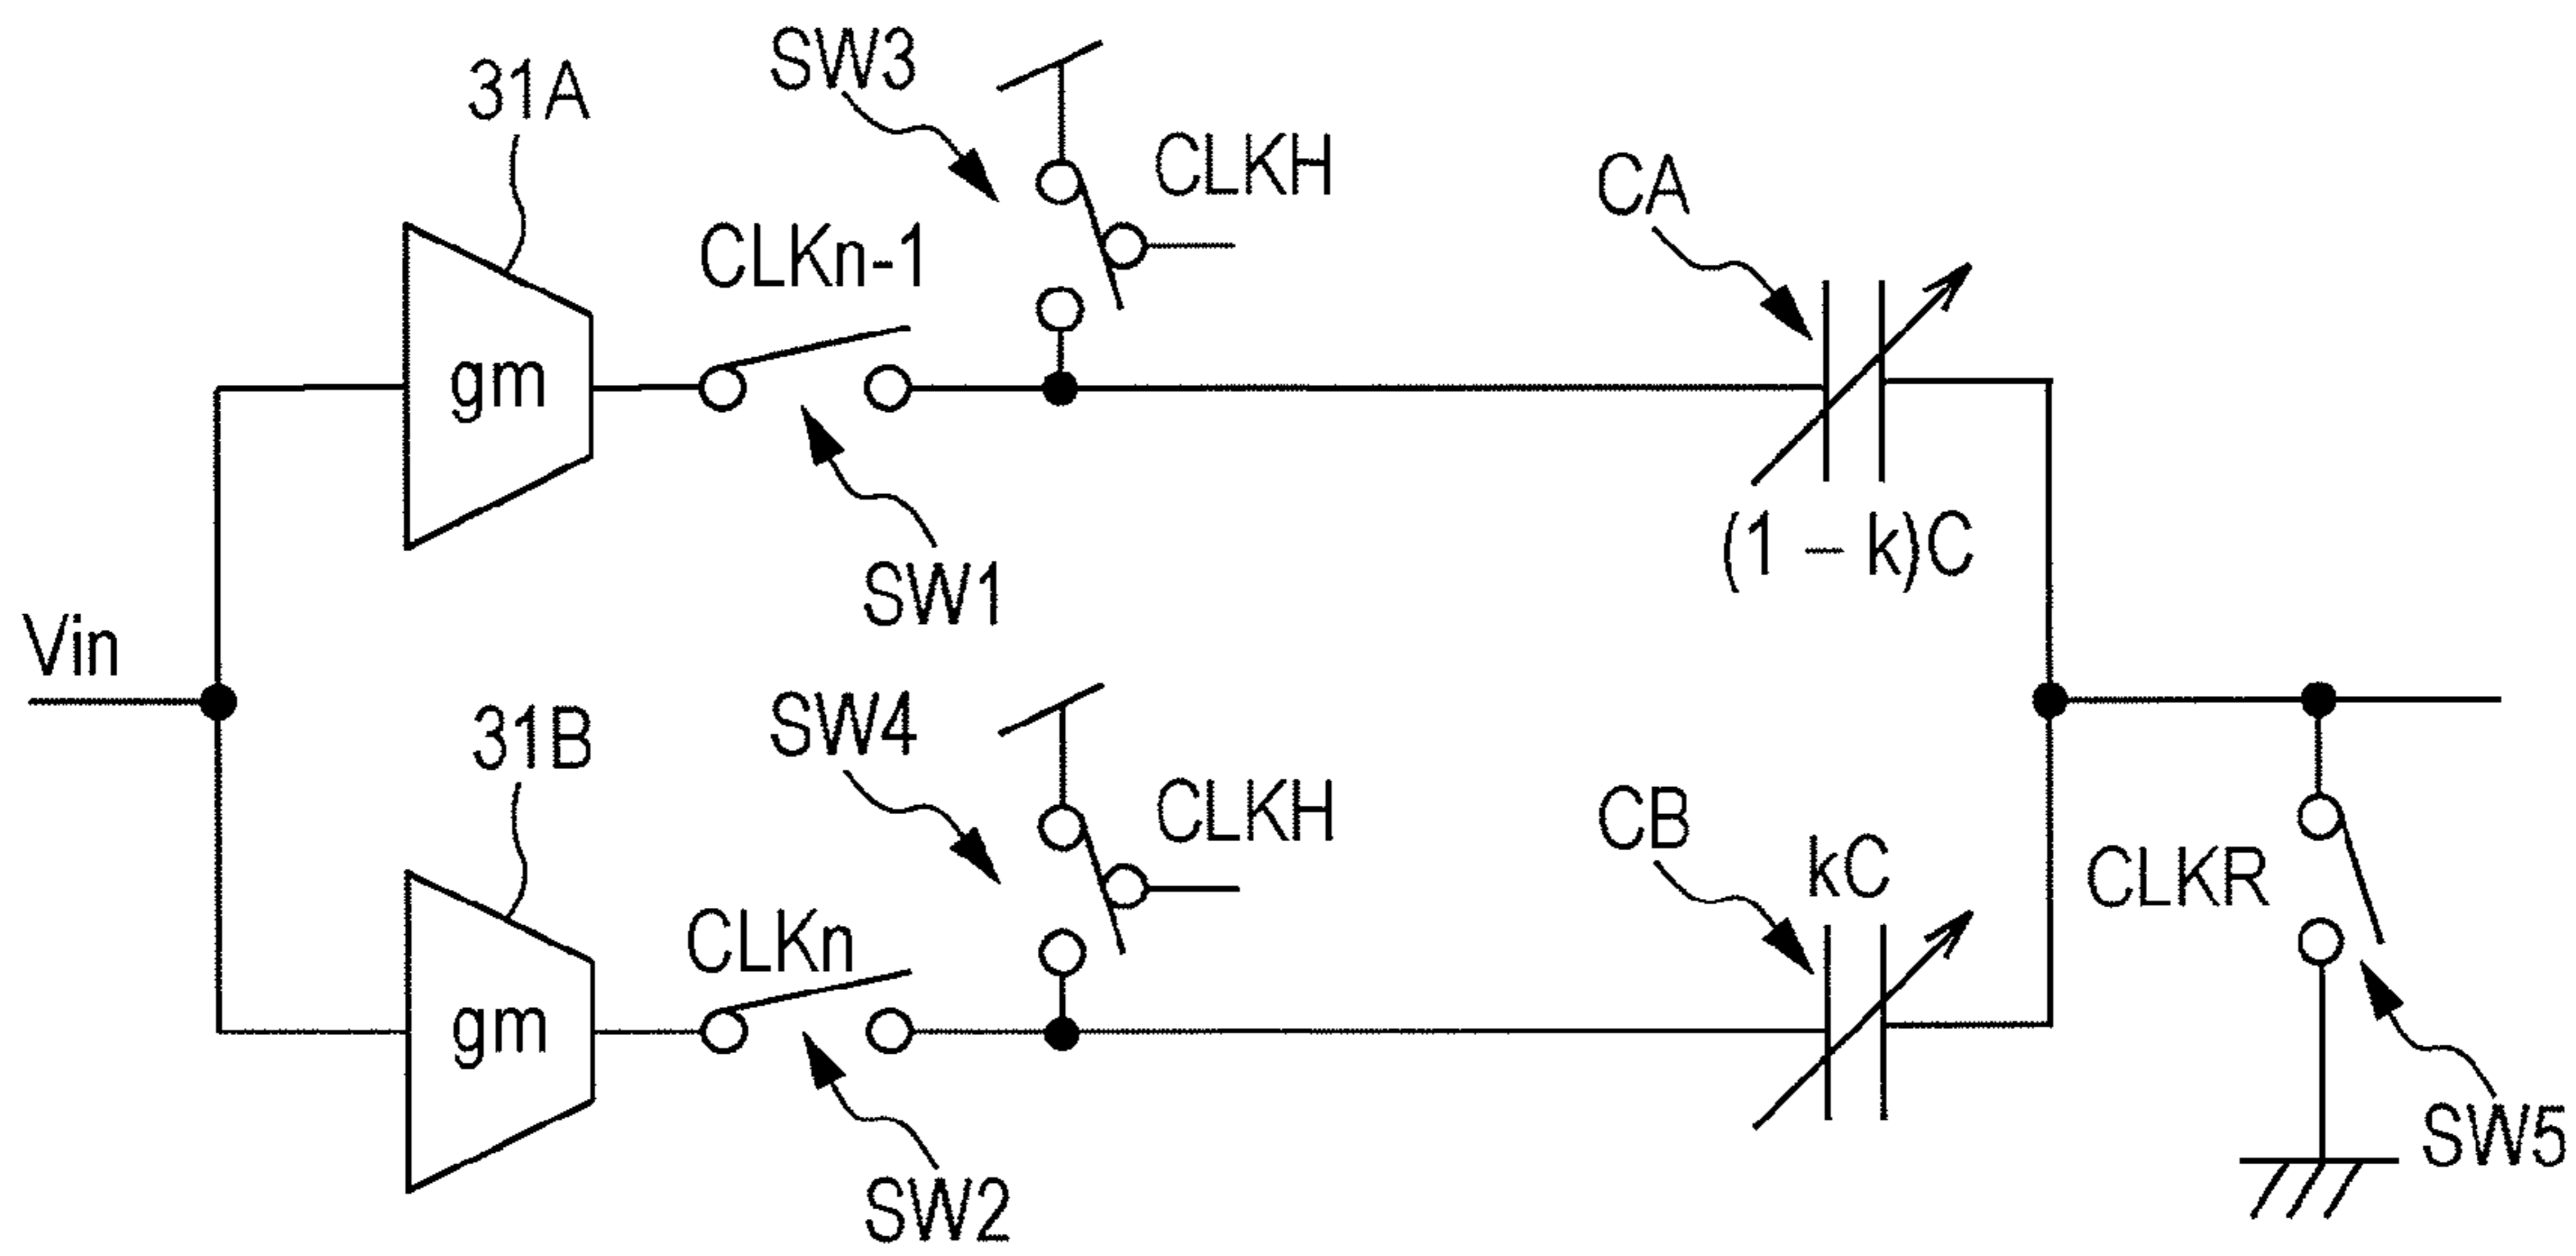 SW3
31A
CLKH
CA
CLKn-1
gm
(1 – k)C
SW1
Vin
SW4
31B
CLKH
CB
kC
CLKR
CLKn
gm
SW5
SW2